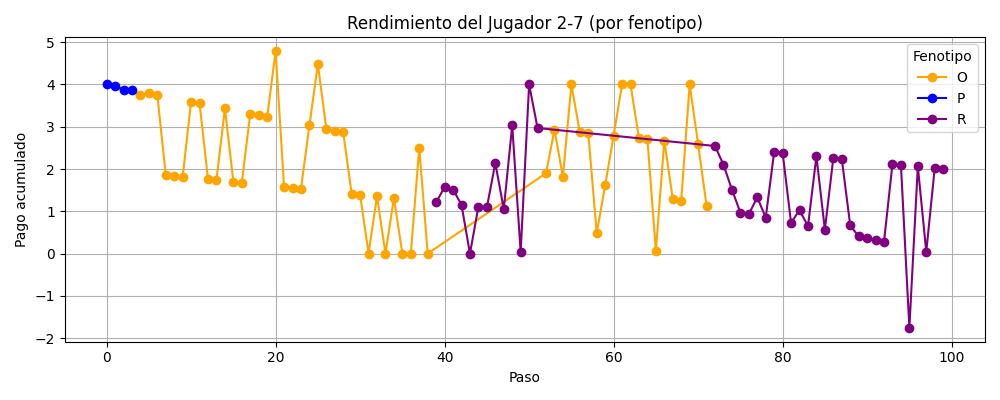 Rendimiento del Jugador 2-7 (por fenotipo)
Pago acumulado
5
4
3
2
1
0
−1
−2
Fenotipo
O
P
R
0 20 40 60 80 100
Paso